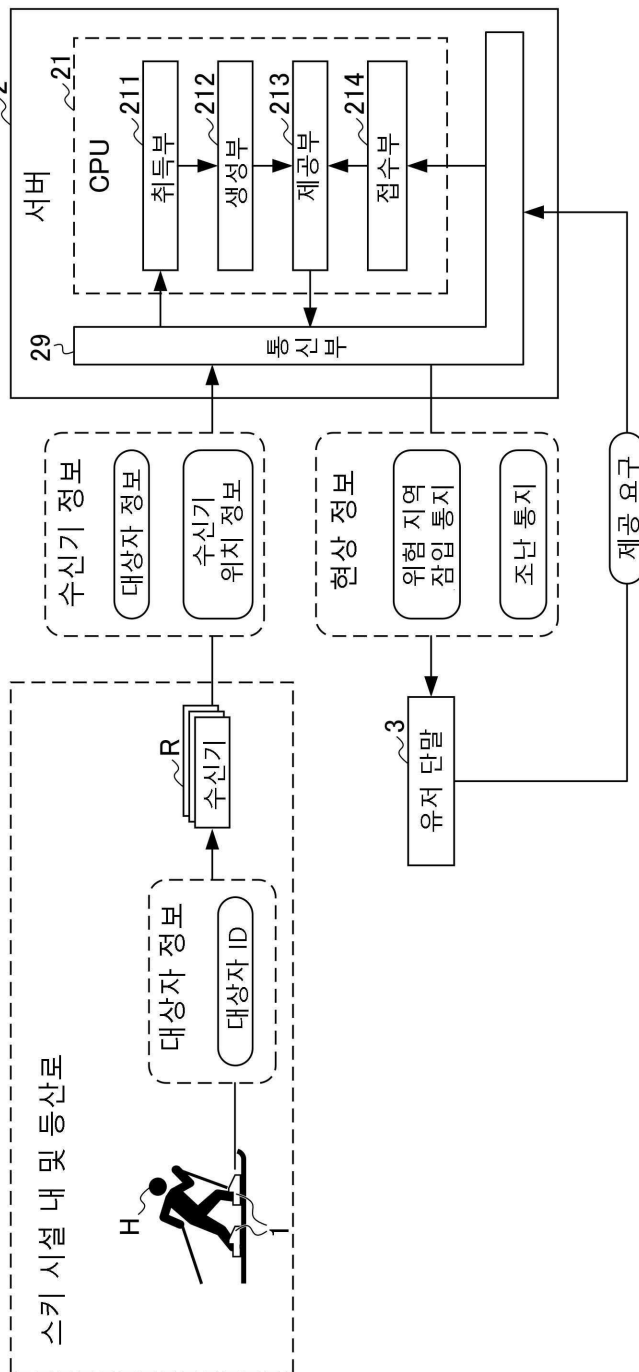 스키 시설 내 및 등산로
H
1
대상자 정보
대상자 ID
R
수신기
수신기 정보
대상자 정보
수신기
위치 정보
현상 정보
위험 지역
잠입 통지
조난 통지
3
유저 단말
제공 요구
2
서버
29
통신부
21
CPU
211
취득부
212
생성부
213
제공부
214
접수부